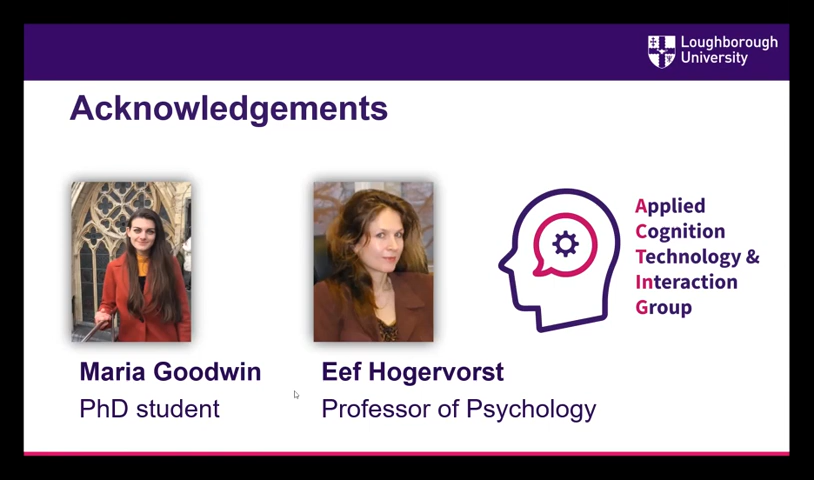 Loughborough
University
Acknowledgements
Applied
Cognition
Technology &
Interaction
Group
Maria Goodwin
PhD student
Eef Hogervorst
Professor of Psychology